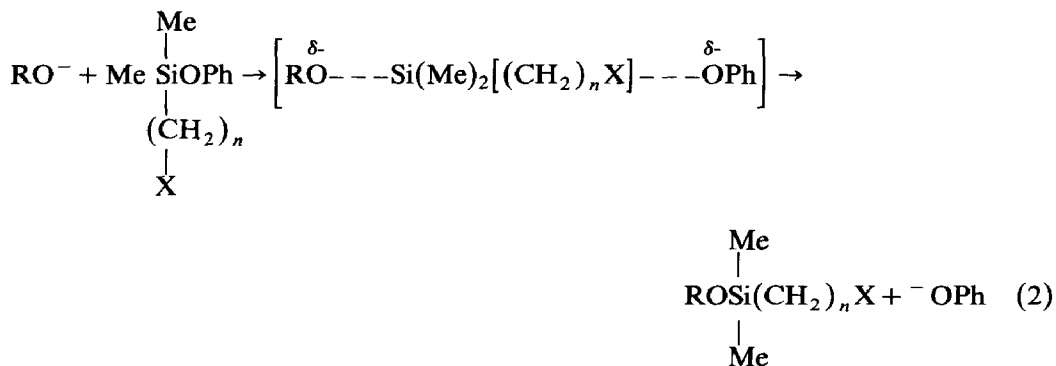 Me
δ- δ-
RO⁻ + Me SiOPh → [RO---Si(Me)₂[(CH₂)ₙX]---OPh] →
(CH₂)ₙ
X
Me
ROSi(CH₂)ₙX + ⁻OPh (2)
Me